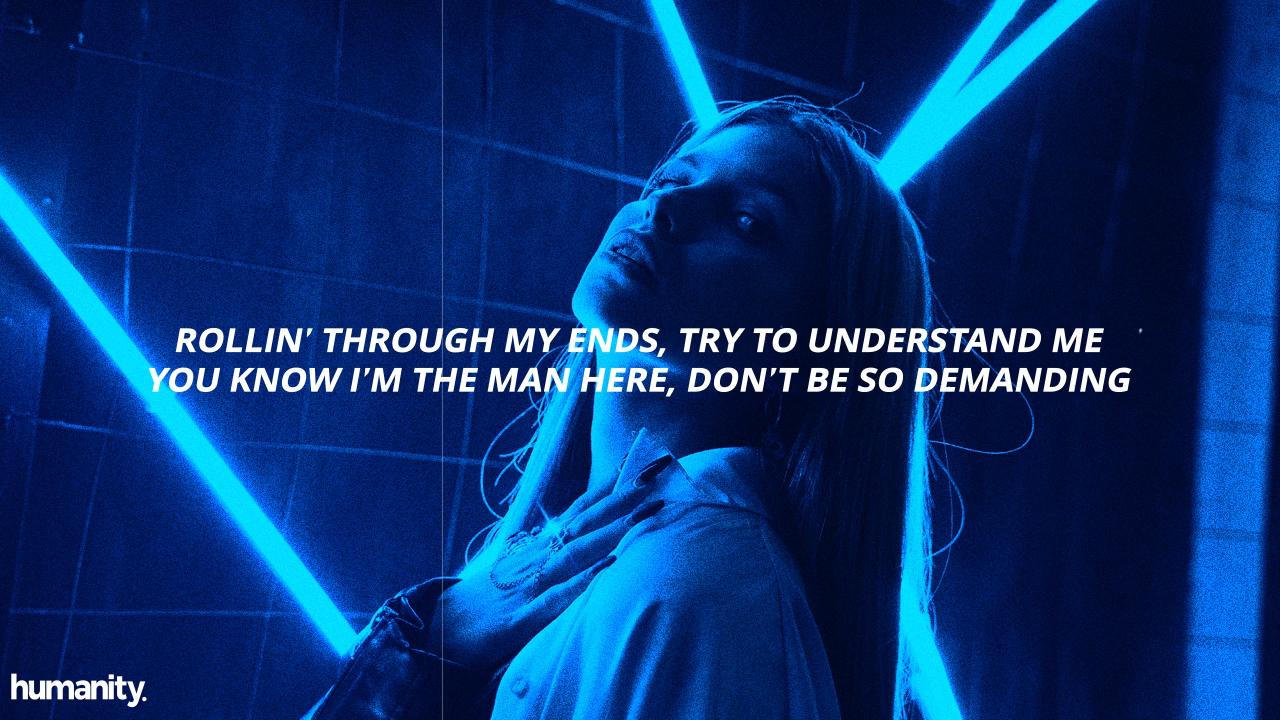 ROLLIN' THROUGH MY ENDS, TRY TO UNDERSTAND ME
YOU KNOW I'M THE MAN HERE, DON'T BE SO DEMANDING
humanity.